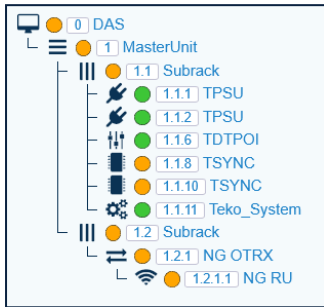 0 DAS
1 MasterUnit
1.1 Subrack
1.1.1 TPSU
1.1.2 TPSU
1.1.6 TDTPOI
1.1.8 TSYNC
1.1.10 TSYNC
1.1.11 Teko_System
1.2 Subrack
1.2.1 NG OTRX
1.2.1.1 NG RU